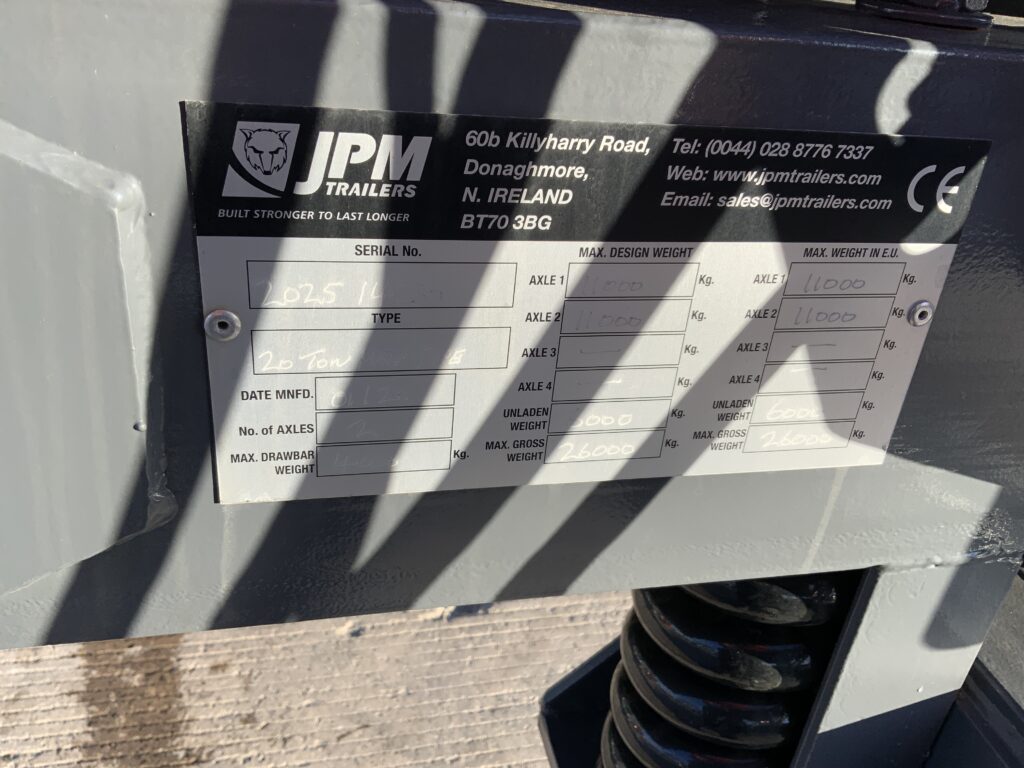 JPM
TRAILERS
BUILT STRONGER TO LAST LONGER
60b Killyharry Road,
Donaghmore,
N. IRELAND
BT70 3BG
Tel: (0044) 028 8776 7337
Web: www.jpmtrailers.com
Email: sales@jpmtrailers.com
CE
SERIAL No.
2025
TYPE
20 Ton
DATE MNFD.
No. of AXLES 2
MAX. DRAWBAR
WEIGHT Kg.
MAX. DESIGN WEIGHT
AXLE 1 11000 Kg.
AXLE 2 11000 Kg.
AXLE 3 — Kg.
AXLE 4 — Kg.
UNLADEN
WEIGHT 6000 Kg.
MAX. GROSS
WEIGHT 26000 Kg.
MAX. WEIGHT IN E.U.
AXLE 1 11000 Kg.
AXLE 2 11000 Kg.
AXLE 3 — Kg.
AXLE 4 — Kg.
UNLADEN
WEIGHT 6000 Kg.
MAX. GROSS
WEIGHT 26000 Kg.